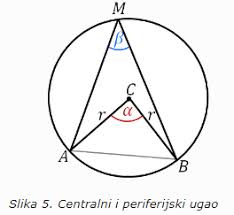 M
β
C
r α r
A
B
Slika 5. Centralni i periferijski ugao